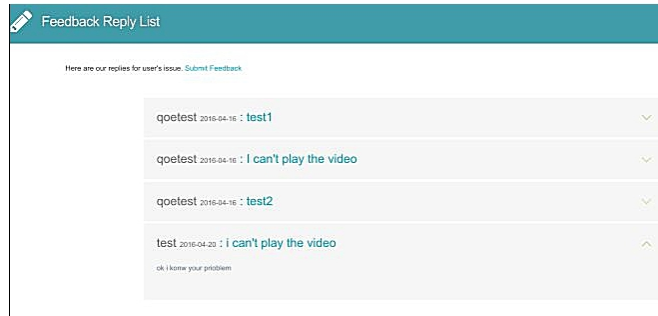 Feedback Reply List
Here are our replies for user's issue. Submit Feedback
qoetest 2016-04-16 : test1
qoetest 2016-04-16 : I can't play the video
qoetest 2016-04-16 : test2
test 2016-04-20 : i can't play the video
ok i konw your prioblem